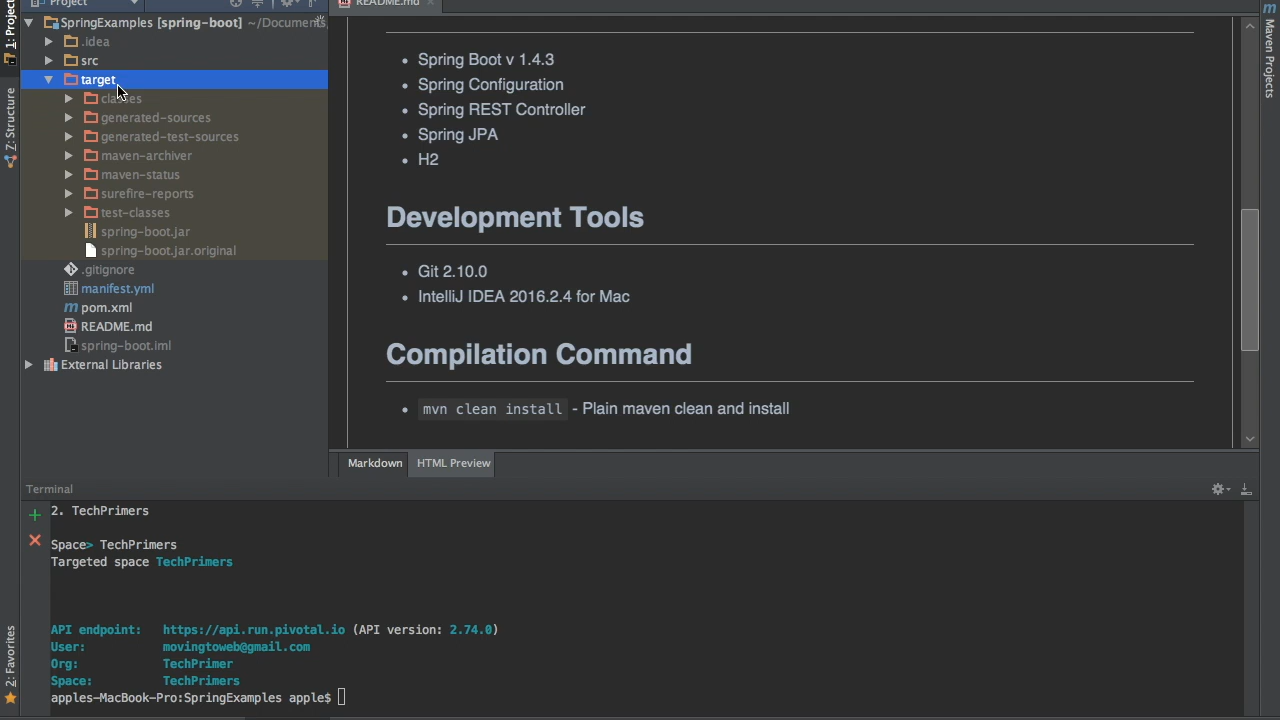 Project
README.md
1: Project
SpringExamples [spring-boot] ~/Documents
.idea
src
target
classes
generated-sources
generated-test-sources
maven-archiver
maven-status
surefire-reports
test-classes
spring-boot.jar
spring-boot.jar.original
.gitignore
manifest.yml
pom.xml
README.md
spring-boot.iml
External Libraries
Z: Structure
2: Favorites
Maven Projects
Spring Boot v 1.4.3
Spring Configuration
Spring REST Controller
Spring JPA
H2
Development Tools
Git 2.10.0
IntelliJ IDEA 2016.2.4 for Mac
Compilation Command
mvn clean install - Plain maven clean and install
Markdown HTML Preview
Terminal
2. TechPrimers
Space> TechPrimers
Targeted space TechPrimers
API endpoint: https://api.run.pivotal.io (API version: 2.74.0)
User: movingtoweb@gmail.com
Org: TechPrimer
Space: TechPrimers
apples-MacBook-Pro:SpringExamples apple$